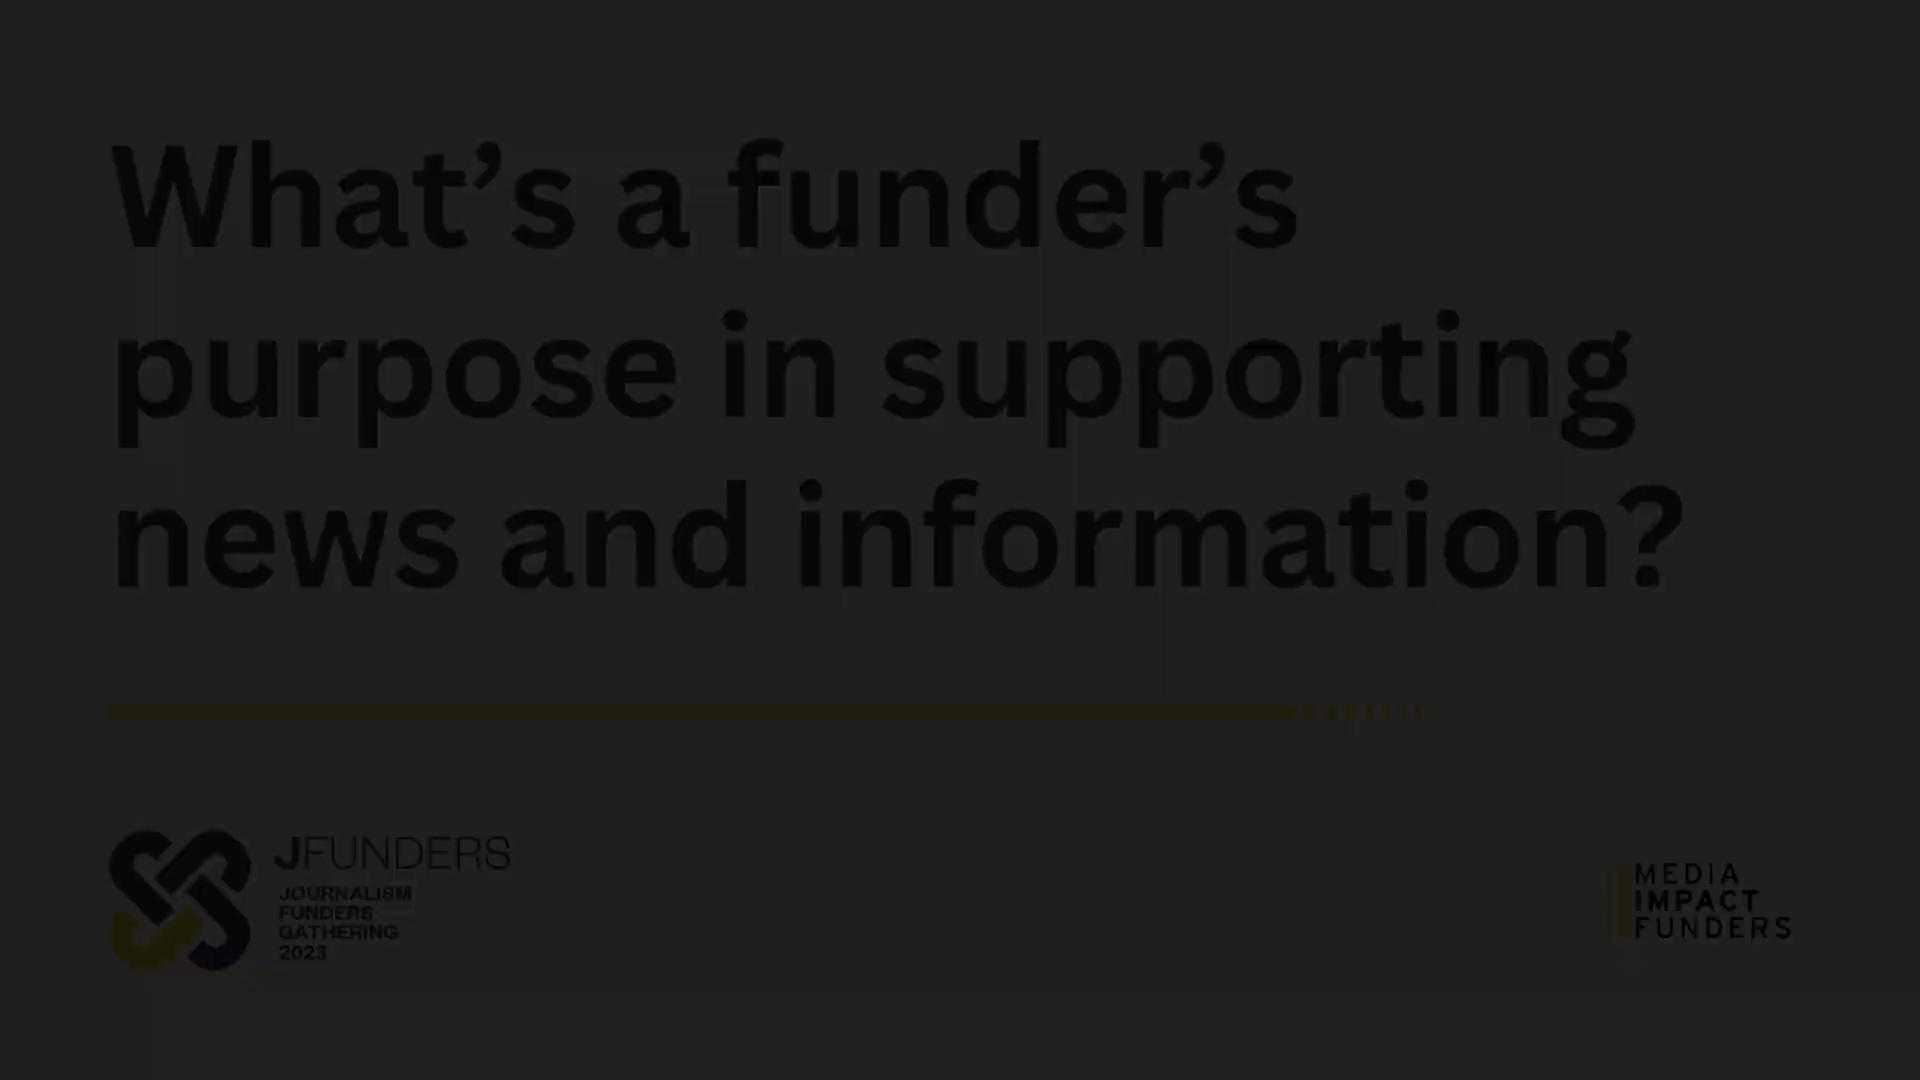 What’s a funder’s
purpose in supporting
news and information?
JFUNDERS
JOURNALISM
FUNDERS
GATHERING
2023
MEDIA
IMPACT
FUNDERS